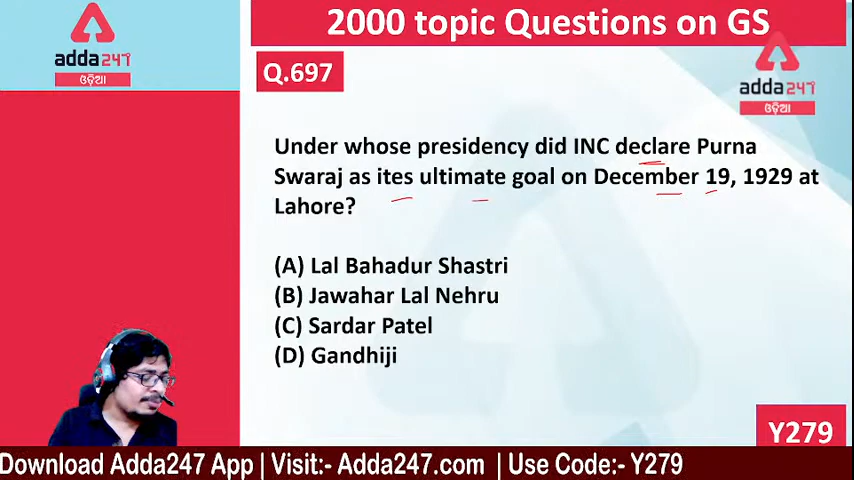 2000 topic Questions on GS
adda247
ଓଡ଼ିଆ
Q.697
adda247
ଓଡ଼ିଆ
Under whose presidency did INC declare Purna
Swaraj as ites ultimate goal on December 19, 1929 at
Lahore?
(A) Lal Bahadur Shastri
(B) Jawahar Lal Nehru
(C) Sardar Patel
(D) Gandhiji
Y279
Download Adda247 App | Visit:- Adda247.com | Use Code:- Y279